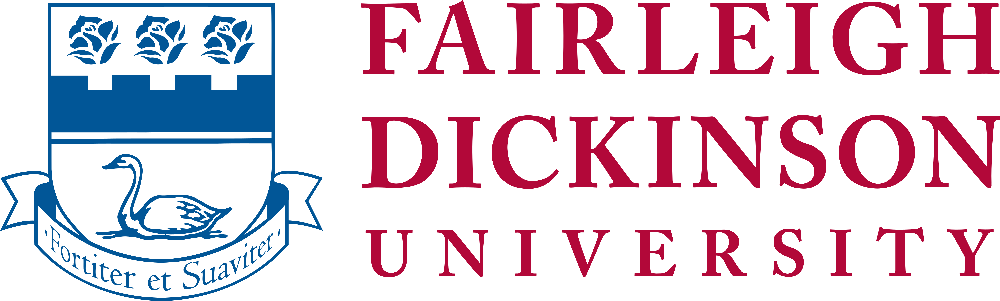 FAIRLEIGH
DICKINSON
UNIVERSITY
·Fortiter et Suaviter·